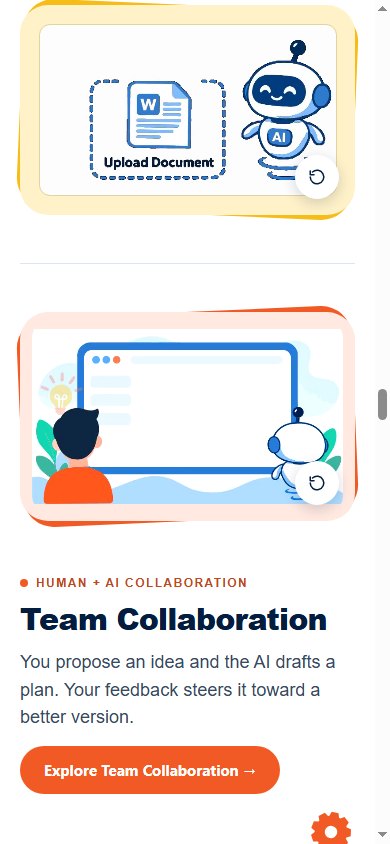 W
AI
Upload Document
HUMAN + AI COLLABORATION
Team Collaboration
You propose an idea and the AI drafts a
plan. Your feedback steers it toward a
better version.
Explore Team Collaboration →